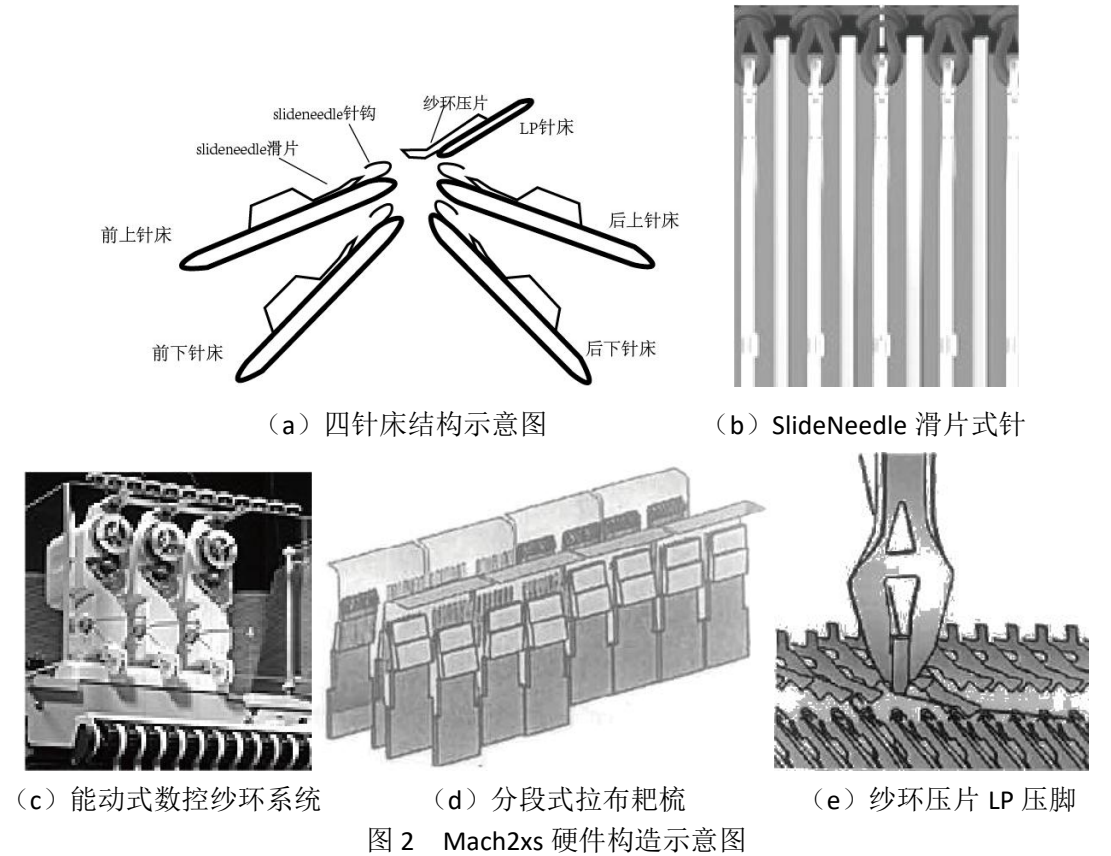 slideneedle针钩
纱环压片
LP针床
slideneedle滑片
前上针床
后上针床
前下针床
后下针床
（a）四针床结构示意图
（b）SlideNeedle 滑片式针
（c）能动式数控纱环系统
（d）分段式拉布耙梳
（e）纱环压片 LP 压脚
图 2 Mach2xs 硬件构造示意图